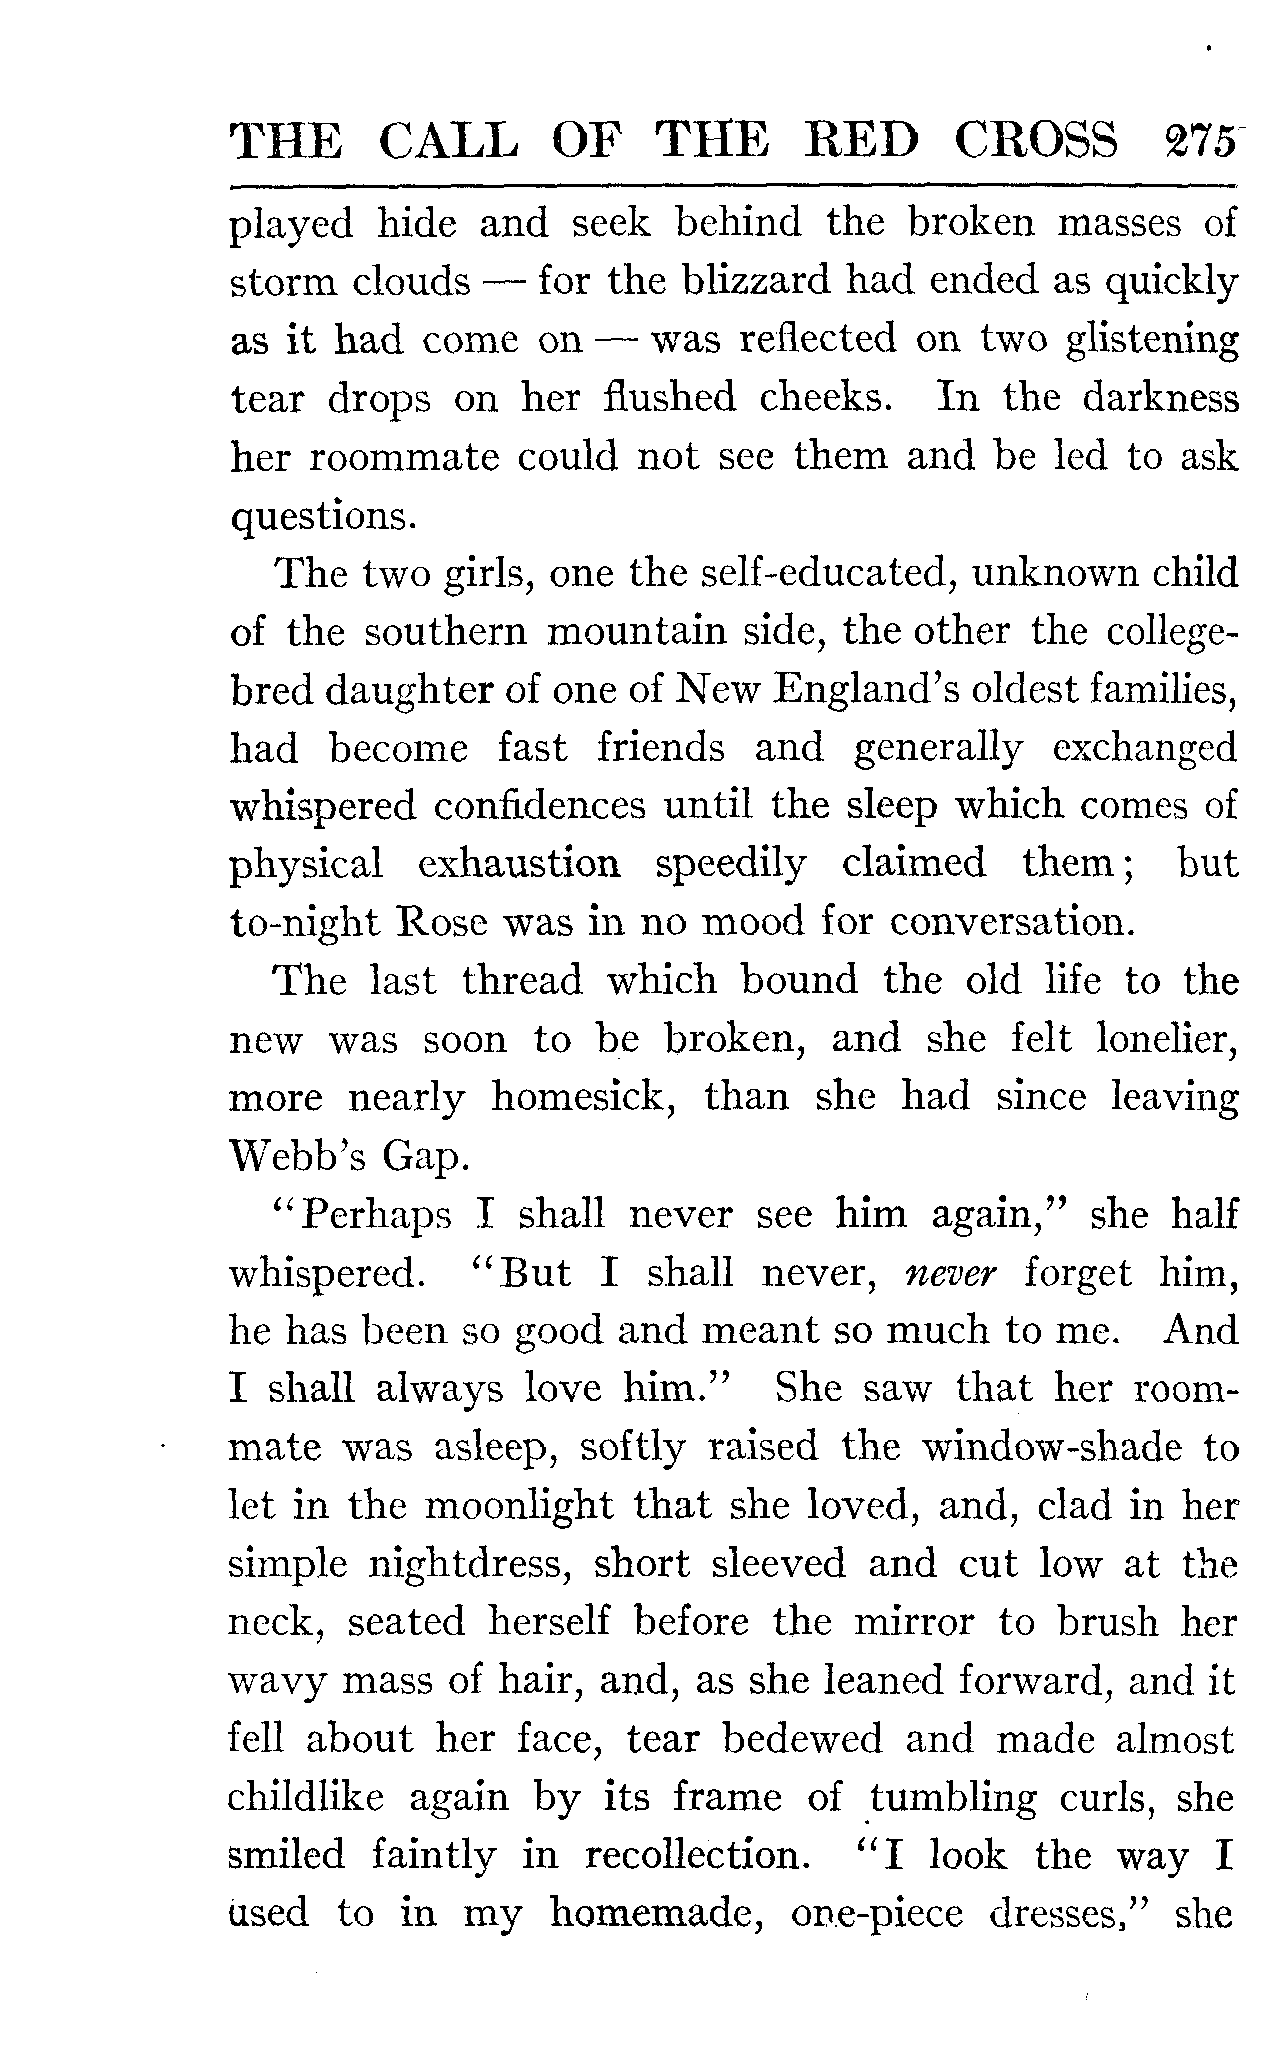 THE CALL OF THE RED CROSS 275
played hide and seek behind the broken masses of
storm clouds — for the blizzard had ended as quickly
as it had come on — was reflected on two glistening
tear drops on her flushed cheeks. In the darkness
her roommate could not see them and be led to ask
questions.
The two girls, one the self-educated, unknown child
of the southern mountain side, the other the college-
bred daughter of one of New England's oldest families,
had become fast friends and generally exchanged
whispered confidences until the sleep which comes of
physical exhaustion speedily claimed them; but
to-night Rose was in no mood for conversation.
The last thread which bound the old life to the
new was soon to be broken, and she felt lonelier,
more nearly homesick, than she had since leaving
Webb's Gap.
"Perhaps I shall never see him again," she half
whispered. "But I shall never, never forget him,
he has been so good and meant so much to me. And
I shall always love him." She saw that her room-
mate was asleep, softly raised the window-shade to
let in the moonlight that she loved, and, clad in her
simple nightdress, short sleeved and cut low at the
neck, seated herself before the mirror to brush her
wavy mass of hair, and, as she leaned forward, and it
fell about her face, tear bedewed and made almost
childlike again by its frame of tumbling curls, she
smiled faintly in recollection. "I look the way I
used to in my homemade, one-piece dresses," she